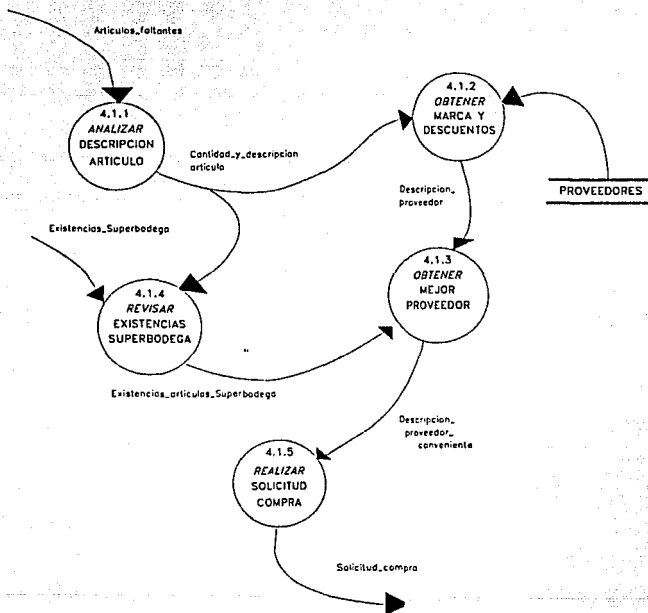 Articulos_faltantes
4.1.1
ANALIZAR
DESCRIPCION
ARTICULO
4.1.2
OBTENER
MARCA Y
DESCUENTOS
Cantidad_y_descripcion
articulo
PROVEEDORES
Descripcion_
proveedor
Existencias_Superbodega
4.1.3
OBTENER
MEJOR
PROVEEDOR
4.1.4
REVISAR
EXISTENCIAS
SUPERBODEGA
Existencias_articulos_Superbodega
Descripcion_
proveedor_
conveniente
4.1.5
REALIZAR
SOLICITUD
COMPRA
Solicitud_compra